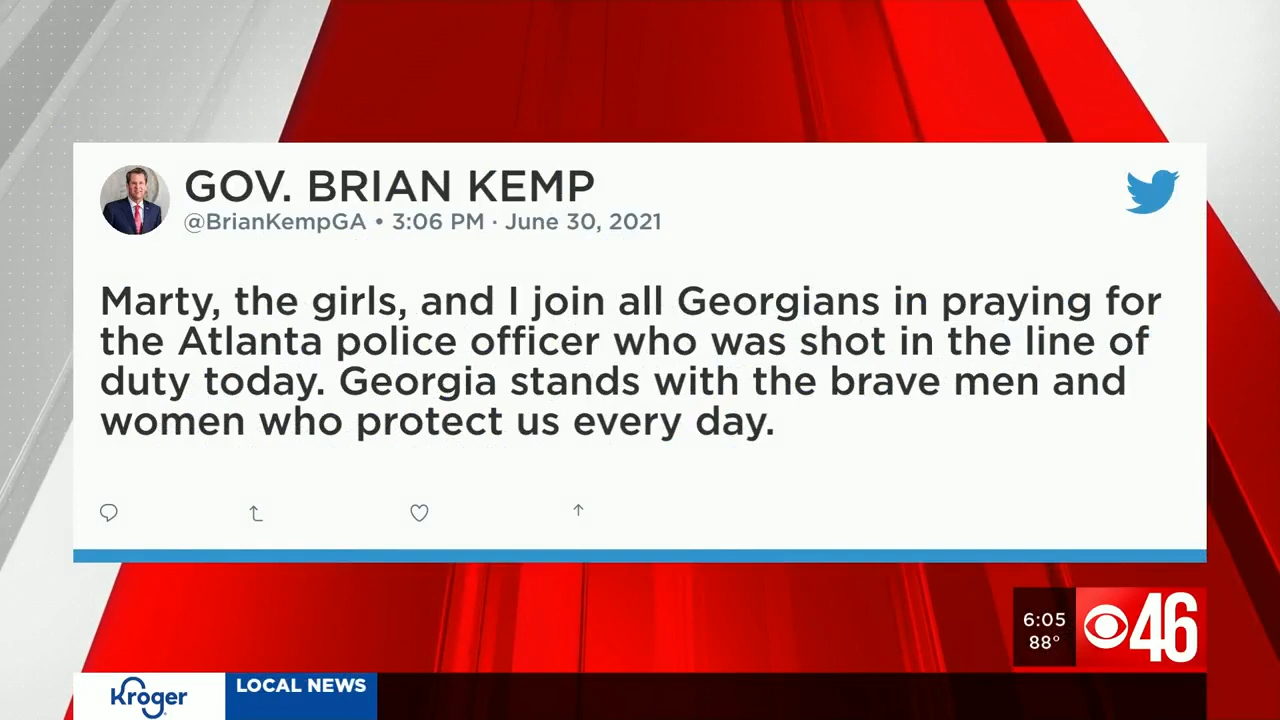 GOV. BRIAN KEMP
@BrianKempGA • 3:06 PM · June 30, 2021
Marty, the girls, and I join all Georgians in praying for
the Atlanta police officer who was shot in the line of
duty today. Georgia stands with the brave men and
women who protect us every day.
6:05
88°
46
Kroger
LOCAL NEWS